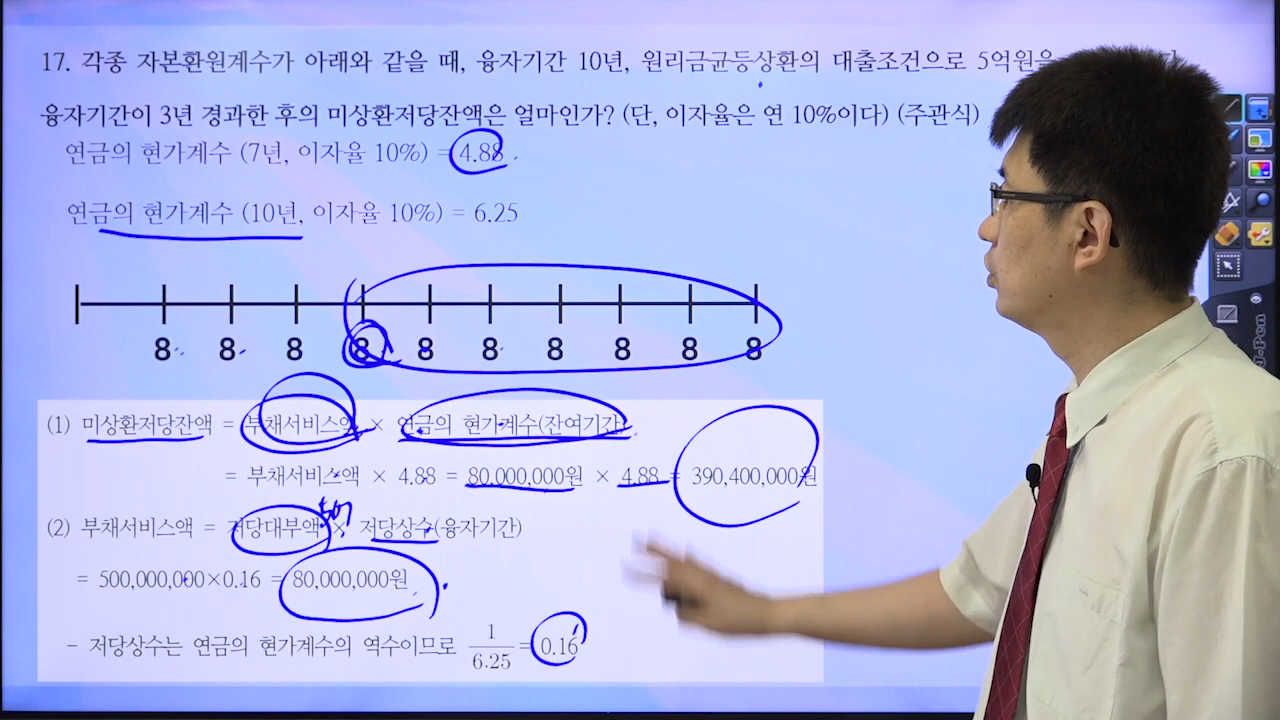 17. 각종 자본환원계수가 아래와 같을 때, 융자기간 10년, 원리금균등상환의 대출조건으로 5억원을
융자기간이 3년 경과한 후의 미상환저당잔액은 얼마인가? (단, 이자율은 연 10%이다) (주관식)
연금의 현가계수 (7년, 이자율 10%) = 4.88
연금의 현가계수 (10년, 이자율 10%) = 6.25
8 8 8 8 8 8 8 8 8 8
(1) 미상환저당잔액 = 부채서비스액 × 연금의 현가계수(잔여기간)
= 부채서비스액 × 4.88 = 80,000,000원 × 4.88 = 390,400,000원
(2) 부채서비스액 = 저당대부액 × 저당상수(융자기간)
= 500,000,000×0.16 = 80,000,000원
- 저당상수는 연금의 현가계수의 역수이므로 1/6.25 = 0.16